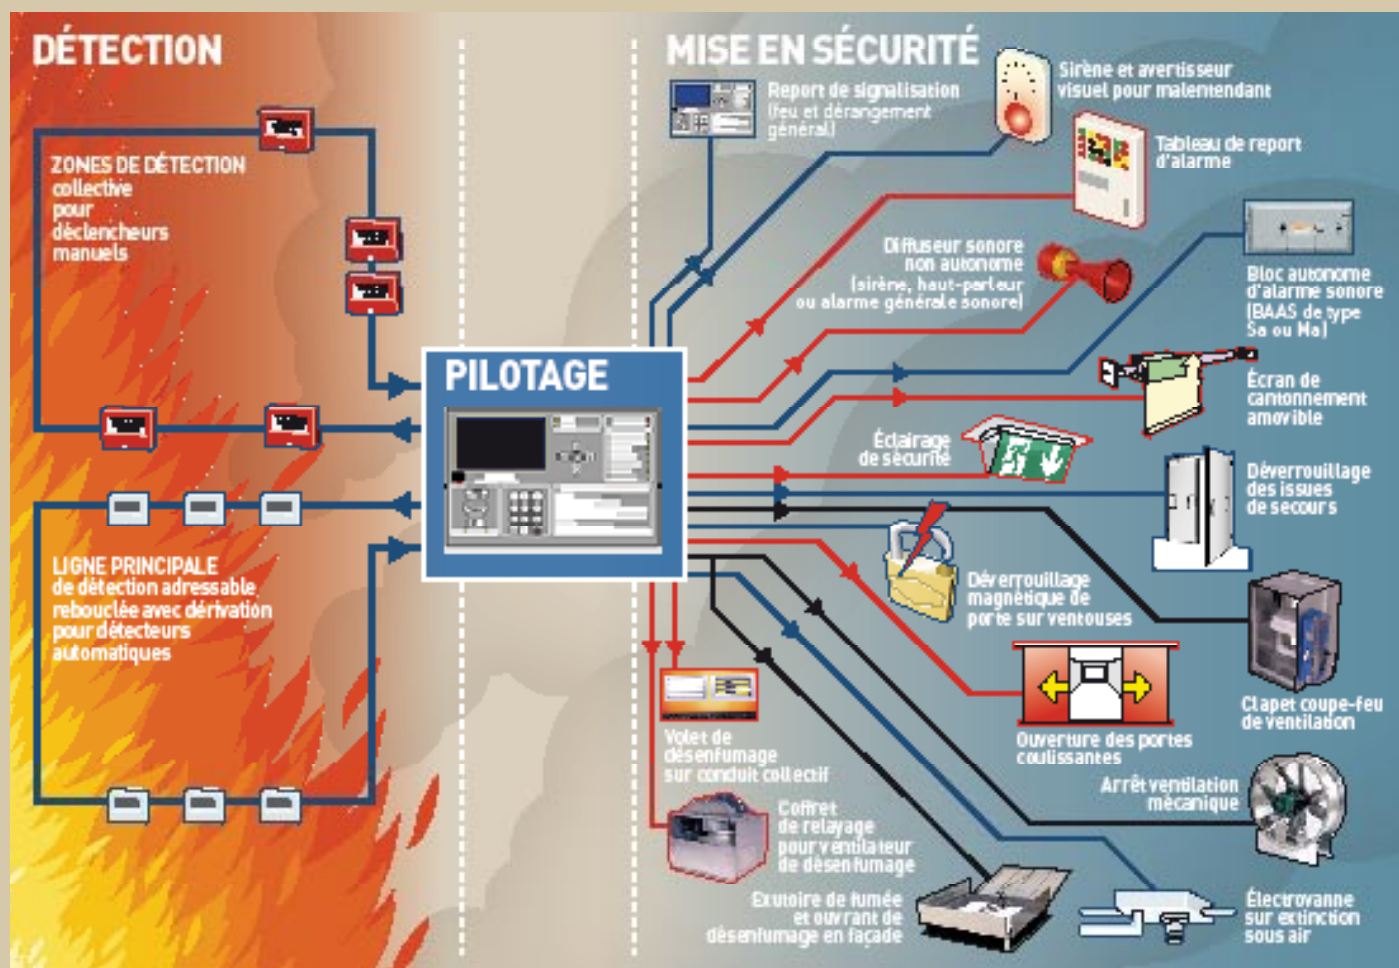 DÉTECTION
ZONES DE DÉTECTION
collective
pour
déclencheurs
manuels
LIGNE PRINCIPALE
de détection adressable,
rebouclée avec dérivation
pour détecteurs
automatiques
PILOTAGE
MISE EN SÉCURITÉ
Report de signalisation
(feu et dérangement
général)
Sirène et avertisseur
visuel pour malentendant
Tableau de report
d'alarme
Diffuseur sonore
non autonome
(sirène, haut-parleur
ou alarme générale sonore)
Bloc autonome
d'alarme sonore
(BAAS de type
Sa ou Ma)
Écran de
cantonnement
amovible
Éclairage
de sécurité
Déverrouillage
des issues
de secours
Déverrouillage
magnétique de
porte sur ventouses
Clapet coupe-feu
de ventilation
Ouverture des portes
coulissantes
Volet de
désenfumage
sur conduit collectif
Arrêt ventilation
mécanique
Coffret
de relayage
pour ventilateur
de désenfumage
Exutoire de fumée
et ouvrant de
désenfumage en façade
Électrovanne
sur extinction
sous air